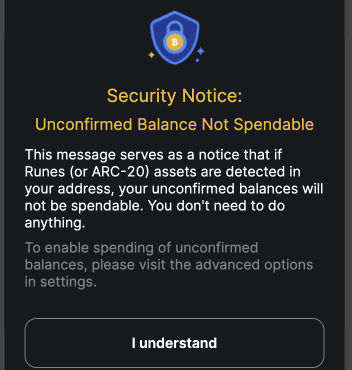 Security Notice:
Unconfirmed Balance Not Spendable
This message serves as a notice that if
Runes (or ARC-20) assets are detected in
your address, your unconfirmed balances will
not be spendable. You don't need to do
anything.
To enable spending of unconfirmed
balances, please visit the advanced options
in settings.
I understand